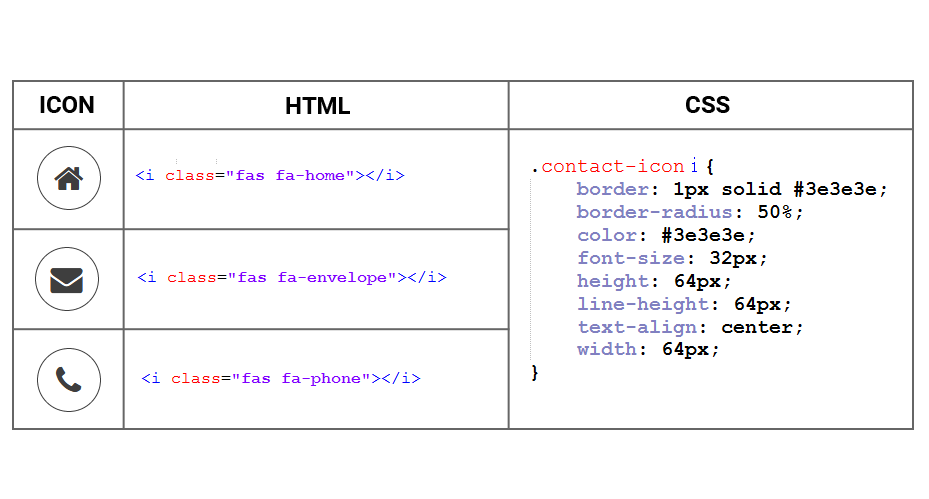 ICON HTML CSS
<i class="fas fa-home"></i>
<i class="fas fa-envelope"></i>
<i class="fas fa-phone"></i>
.contact-icon i {
border: 1px solid #3e3e3e;
border-radius: 50%;
color: #3e3e3e;
font-size: 32px;
height: 64px;
line-height: 64px;
text-align: center;
width: 64px;
}